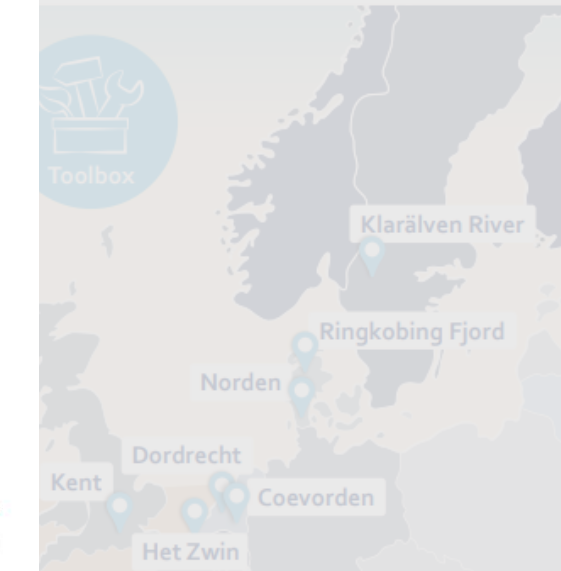 Toolbox
Klarälven River
Ringkobing Fjord
Norden
Dordrecht
Kent
Coevorden
Het Zwin